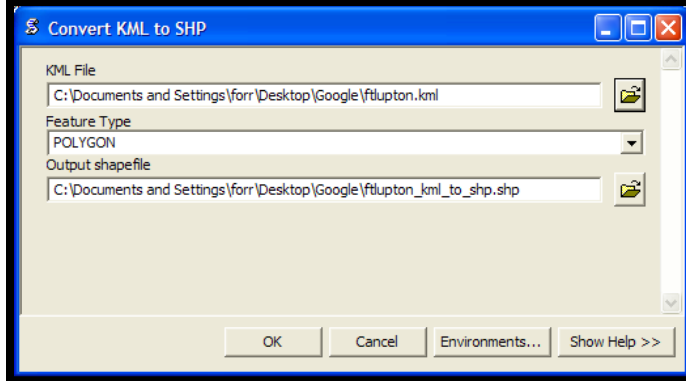 Convert KML to SHP
KML File
C:\Documents and Settings\forr\Desktop\Google\ftlupton.kml
Feature Type
POLYGON
Output shapefile
C:\Documents and Settings\forr\Desktop\Google\ftlupton_kml_to_shp.shp
OK Cancel Environments... Show Help >>